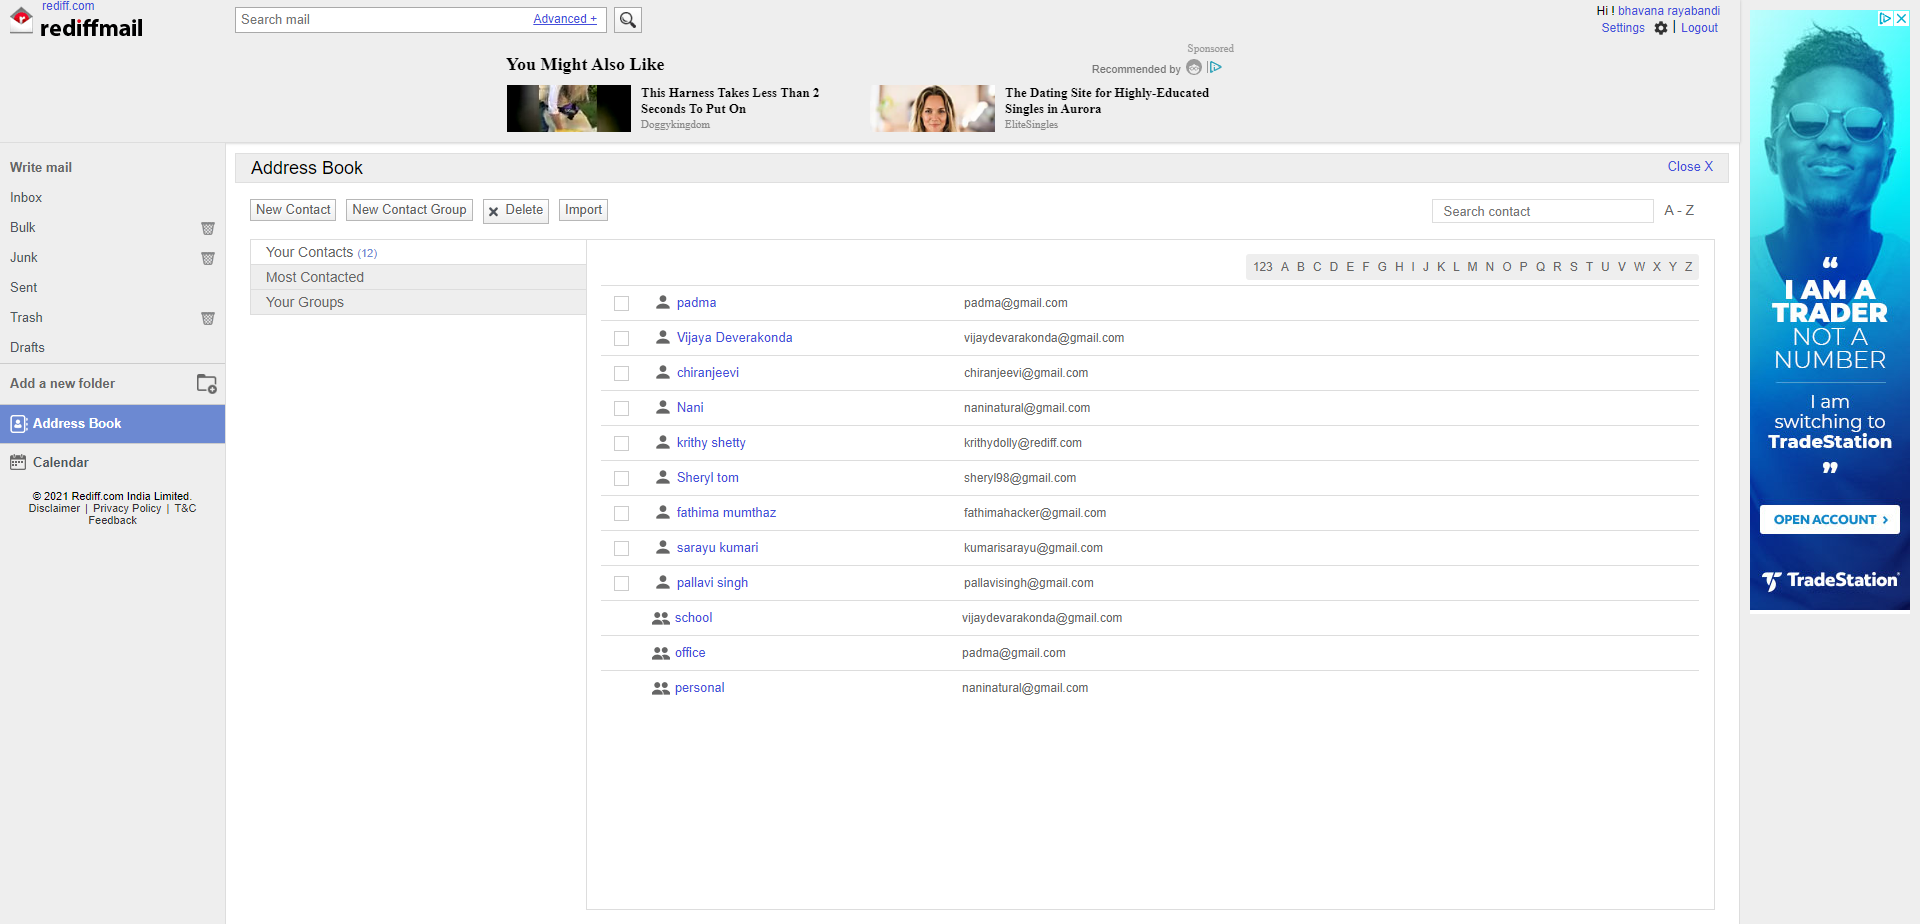 rediff.com
rediffmail
Search mail
Advanced +
Hi ! bhavana rayabandi
Settings | Logout
Sponsored
You Might Also Like
Recommended by
This Harness Takes Less Than 2
Seconds To Put On
Doggykingdom
The Dating Site for Highly-Educated
Singles in Aurora
EliteSingles
Write mail
Inbox
Bulk
Junk
Sent
Trash
Drafts
Add a new folder
Address Book
Calendar
© 2021 Rediff.com India Limited.
Disclaimer | Privacy Policy | T&C
Feedback
Address Book
Close X
New Contact
New Contact Group
Delete
Import
Search contact
A - Z
Your Contacts (12)
Most Contacted
Your Groups
123 A B C D E F G H I J K L M N O P Q R S T U V W X Y Z
padma padma@gmail.com
Vijaya Deverakonda vijaydevarakonda@gmail.com
chiranjeevi chiranjeevi@gmail.com
Nani naninatural@gmail.com
krithy shetty krithydolly@rediff.com
Sheryl tom sheryl98@gmail.com
fathima mumthaz fathimahacker@gmail.com
sarayu kumari kumarisarayu@gmail.com
pallavi singh pallavisingh@gmail.com
school vijaydevarakonda@gmail.com
office padma@gmail.com
personal naninatural@gmail.com
“
I AM A
TRADER
NOT A
NUMBER
I am
switching to
TradeStation
”
OPEN ACCOUNT ›
TradeStation